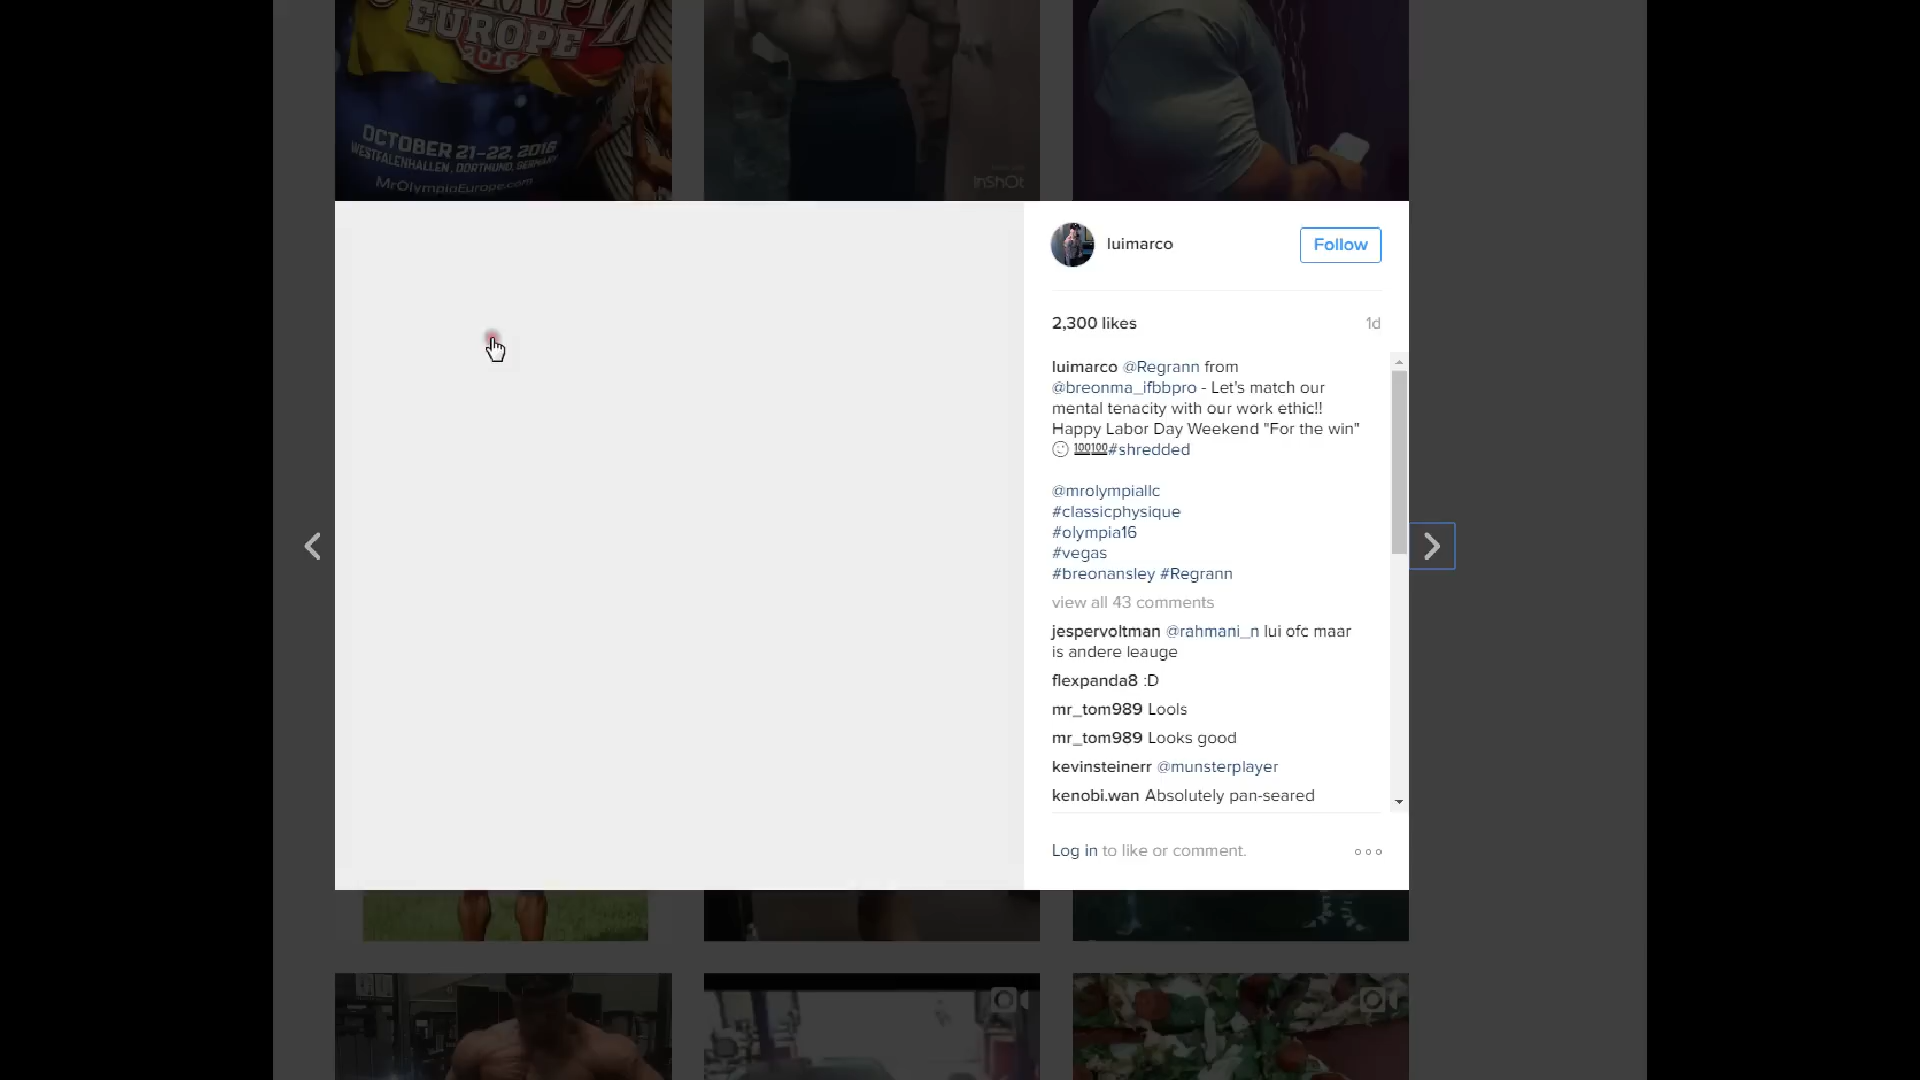 EUROPE
2016
OCTOBER 21-22, 2016
WESTFALENHALLEN, DORTMUND, GERMANY
MrOlympiaEurope.com
InShOt
luimarco
Follow
2,300 likes
1d
luimarco @Regrann from
@breonma_ifbbpro - Let's match our
mental tenacity with our work ethic!!
Happy Labor Day Weekend "For the win"
☺ 💯💯#shredded
@mrolympiallc
#classicphysique
#olympia16
#vegas
#breonansley #Regrann
view all 43 comments
jespervoltman @rahmani_n lui ofc maar
is andere leauge
flexpanda8 :D
mr_tom989 Lools
mr_tom989 Looks good
kevinsteinerr @munsterplayer
kenobi.wan Absolutely pan-seared
Log in to like or comment.